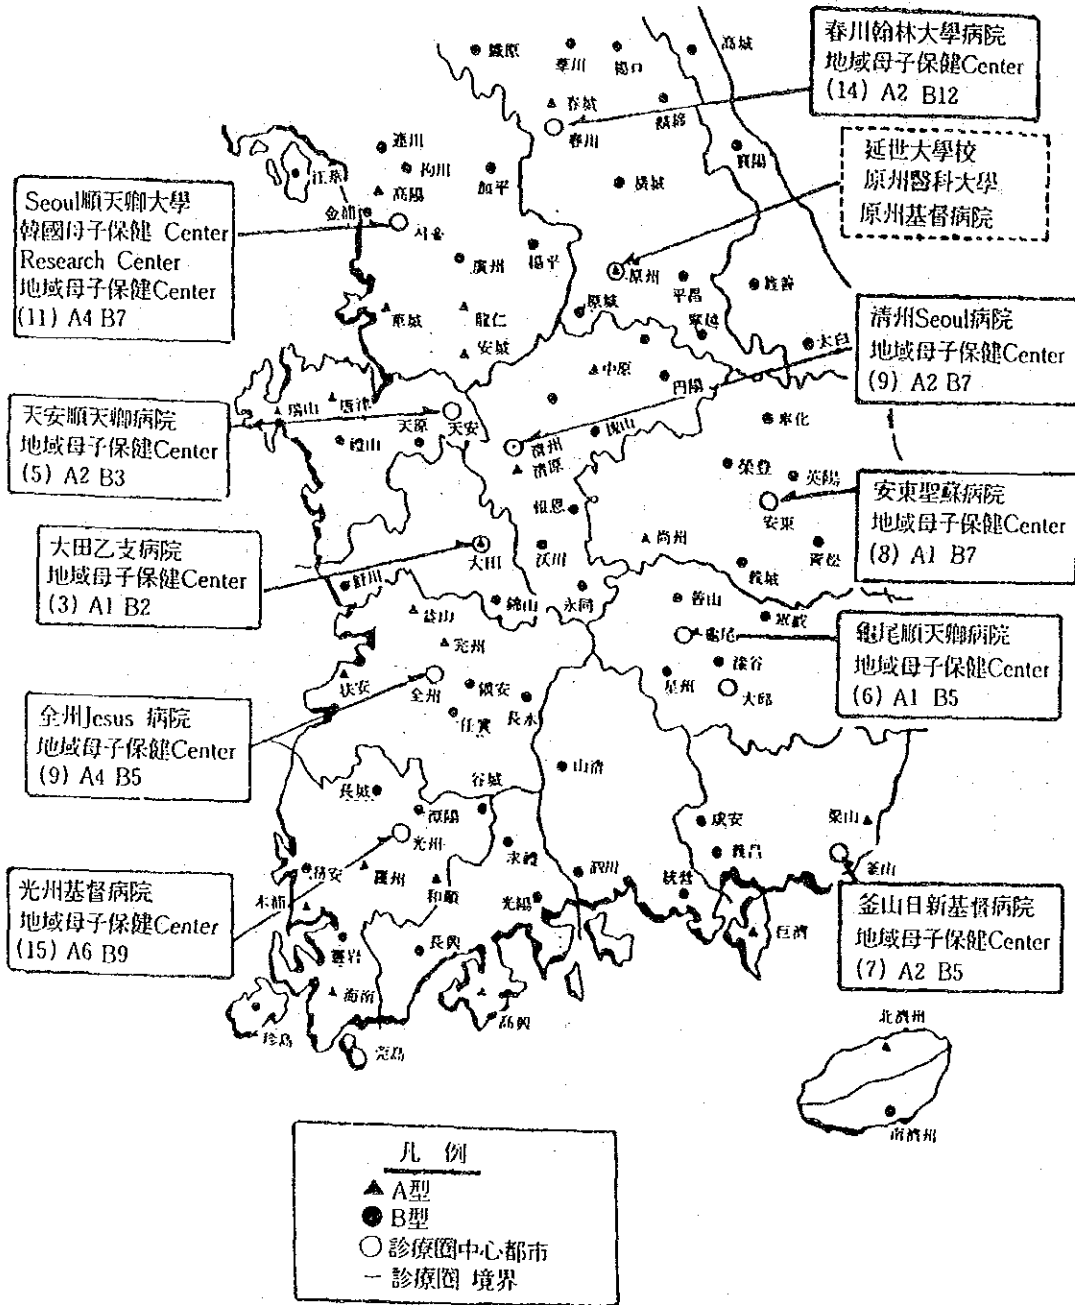 春川翰林大學病院
地域母子保健Center
(14) A2 B12
延世大學校
原州醫科大學
原州基督病院
Seoul順天鄕大學
韓國母子保健 Center
Research Center
地域母子保健Center
(11) A4 B7
淸州Seoul病院
地域母子保健Center
(9) A2 B7
天安順天鄕病院
地域母子保健Center
(5) A2 B3
安東聖蘇病院
地域母子保健Center
(8) A1 B7
大田乙支病院
地域母子保健Center
(3) A1 B2
龜尾順天鄕病院
地域母子保健Center
(6) A1 B5
全州Jesus 病院
地域母子保健Center
(9) A4 B5
光州基督病院
地域母子保健Center
(15) A6 B9
釜山日新基督病院
地域母子保健Center
(7) A2 B5
鐵原
華川
楊口
高城
春城
春川
襄陽
漣川
抱川
加平
橫城
江華
高陽
金浦
서울
廣州
楊平
原州
平昌
旌善
原城
寧越
太白
華城
龍仁
安城
中原
丹陽
瑞山
唐津
天原
天安
禮山
淸州
淸原
槐山
奉化
榮豊
英陽
安東
報恩
尙州
靑松
義城
大田
沃川
舒川
錦山
永同
善山
軍威
益山
完州
龜尾
漆谷
星州
大邱
扶安
全州
鎭安
任實
長水
山淸
長城
谷城
潭陽
光州
求禮
咸安
義昌
梁山
釜山
務安
羅州
和順
木浦
光陽
泗川
統營
巨濟
靈岩
長興
海南
高興
珍島
莞島
北濟州
南濟州
凡 例
▲ A型
● B型
○ 診療圈中心都市
─ 診療圈 境界